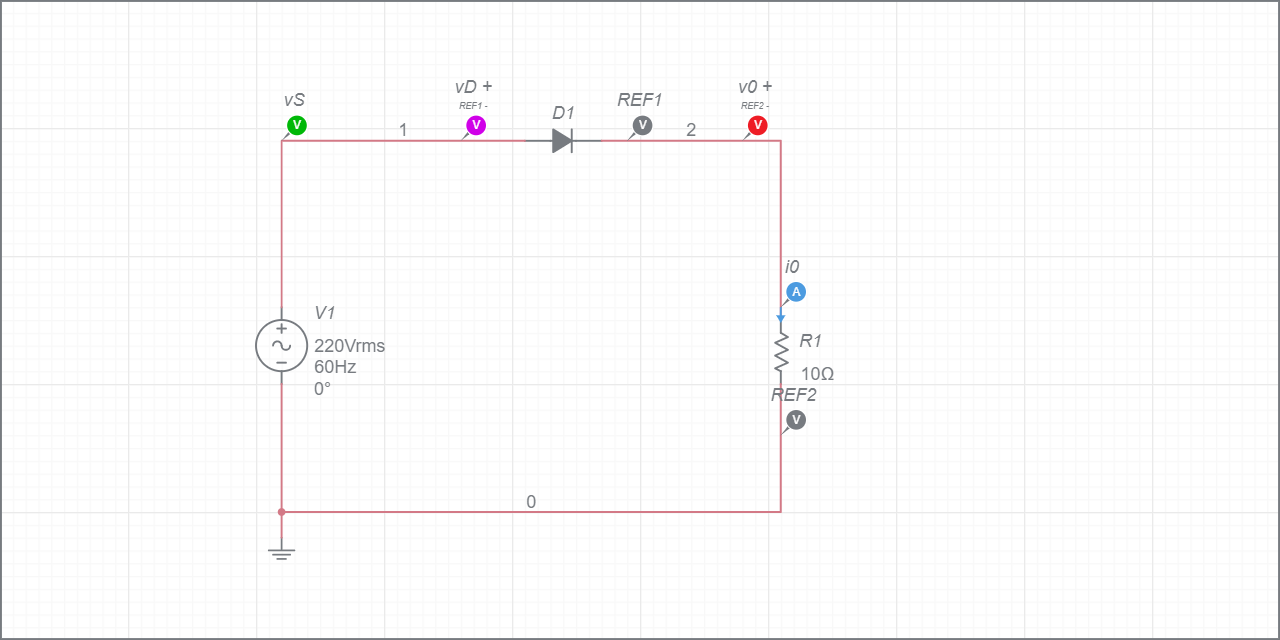 vS
V
vD +
REF1 -
V
D1
REF1
V
v0 +
REF2 -
V
1
2
i0
A
V1
220Vrms
60Hz
0°
R1
10Ω
REF2
V
0